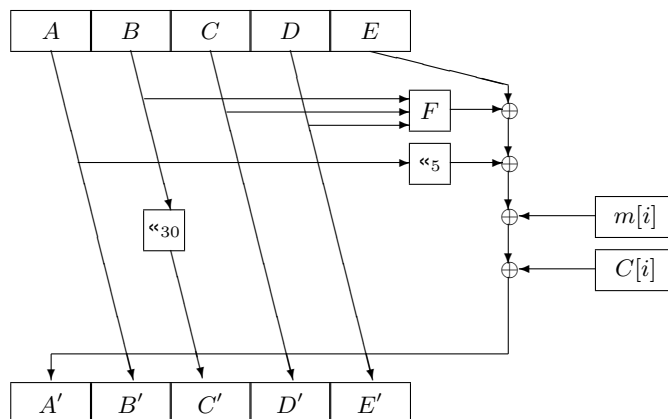 A B C D E
F
⊕
«5
⊕
⊕ m[i]
«30
⊕ C[i]
A′ B′ C′ D′ E′